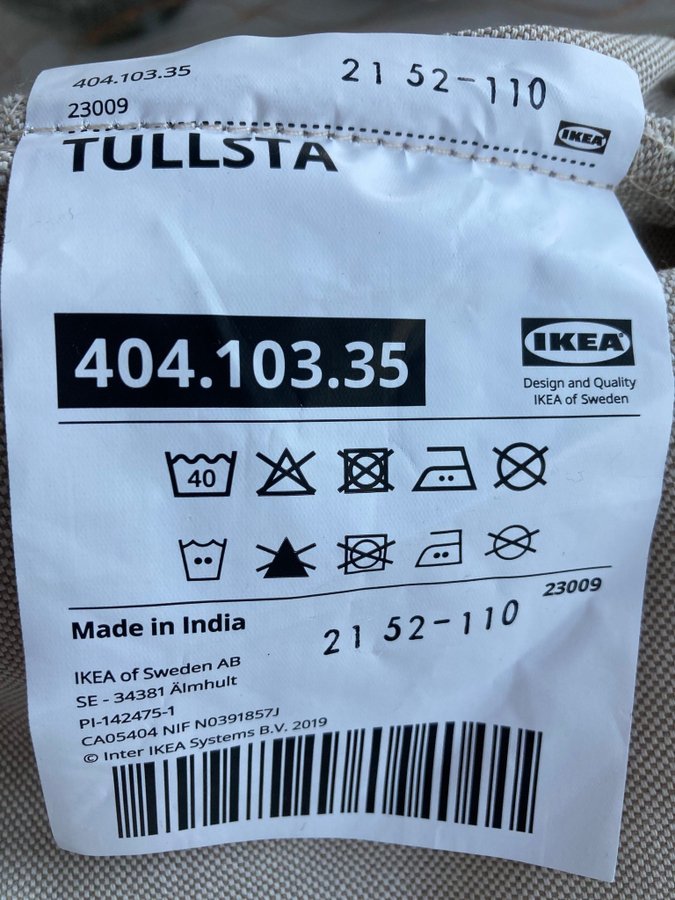 404.103.35
21 52-110
23009
IKEA
TULLSTA
404.103.35
IKEA
Design and Quality
IKEA of Sweden
40
23009
Made in India
21 52-110
IKEA of Sweden AB
SE - 34381 Älmhult
PI-142475-1
CA05404 NIF N0391857J
© Inter IKEA Systems B.V. 2019